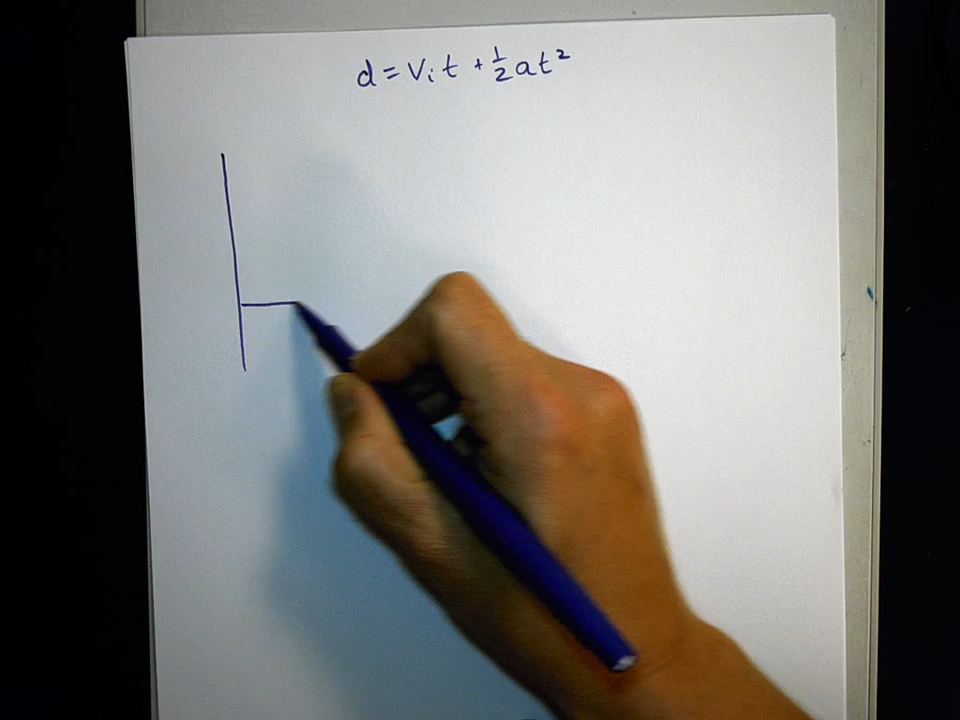 d = vᵢt + ½at²